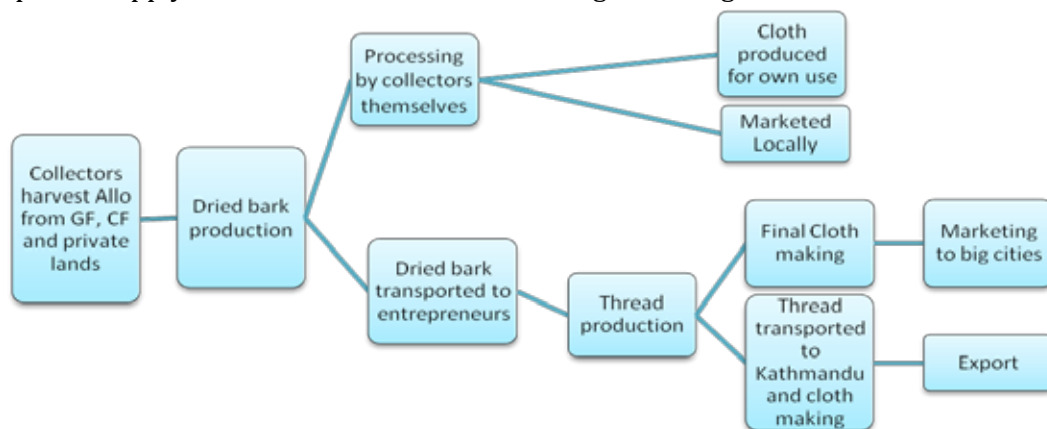 Collectors
harvest Allo
from GF, CF
and private
lands
Dried bark
production
Processing
by collectors
themselves
Cloth
produced
for own use
Marketed
Locally
Dried bark
transported to
entrepreneurs
Thread
production
Final Cloth
making
Marketing
to big cities
Thread
transported
to
Kathmandu
and cloth
making
Export